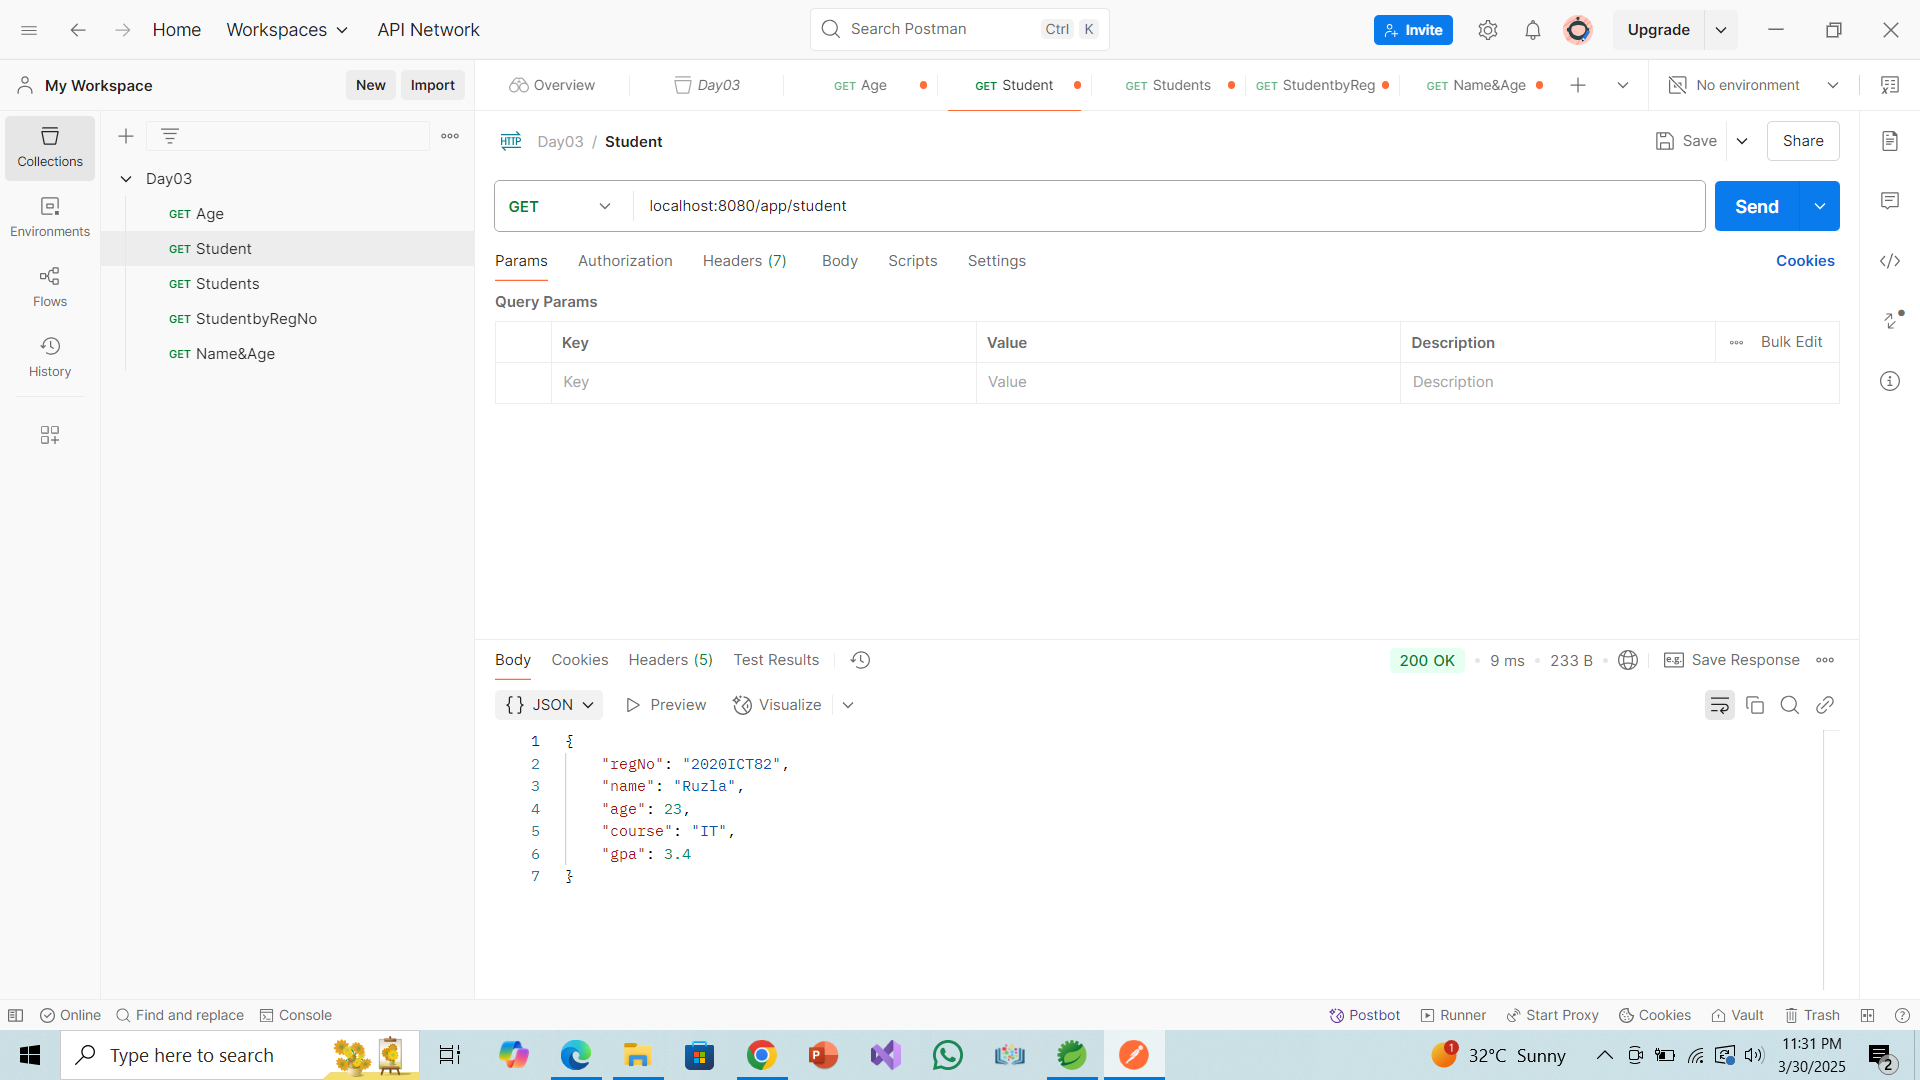 Home Workspaces API Network Search Postman Ctrl K Invite Upgrade
My Workspace New Import Overview Day03 GET Age GET Student GET Students GET StudentbyReg GET Name&Age No environment
Collections
Environments
Flows
History
Day03
GET Age
GET Student
GET Students
GET StudentbyRegNo
GET Name&Age
HTTP Day03 / Student Save Share
GET localhost:8080/app/student Send
Params Authorization Headers (7) Body Scripts Settings Cookies
Query Params
Key Value Description Bulk Edit
Key Value Description
Body Cookies Headers (5) Test Results 200 OK 9 ms 233 B e.g. Save Response
{} JSON Preview Visualize
1 {
2 "regNo": "2020ICT82",
3 "name": "Ruzla",
4 "age": 23,
5 "course": "IT",
6 "gpa": 3.4
7 }
Online Find and replace Console Postbot Runner Start Proxy Cookies Vault Trash
Type here to search 1 32°C Sunny 11:31 PM
3/30/2025 2